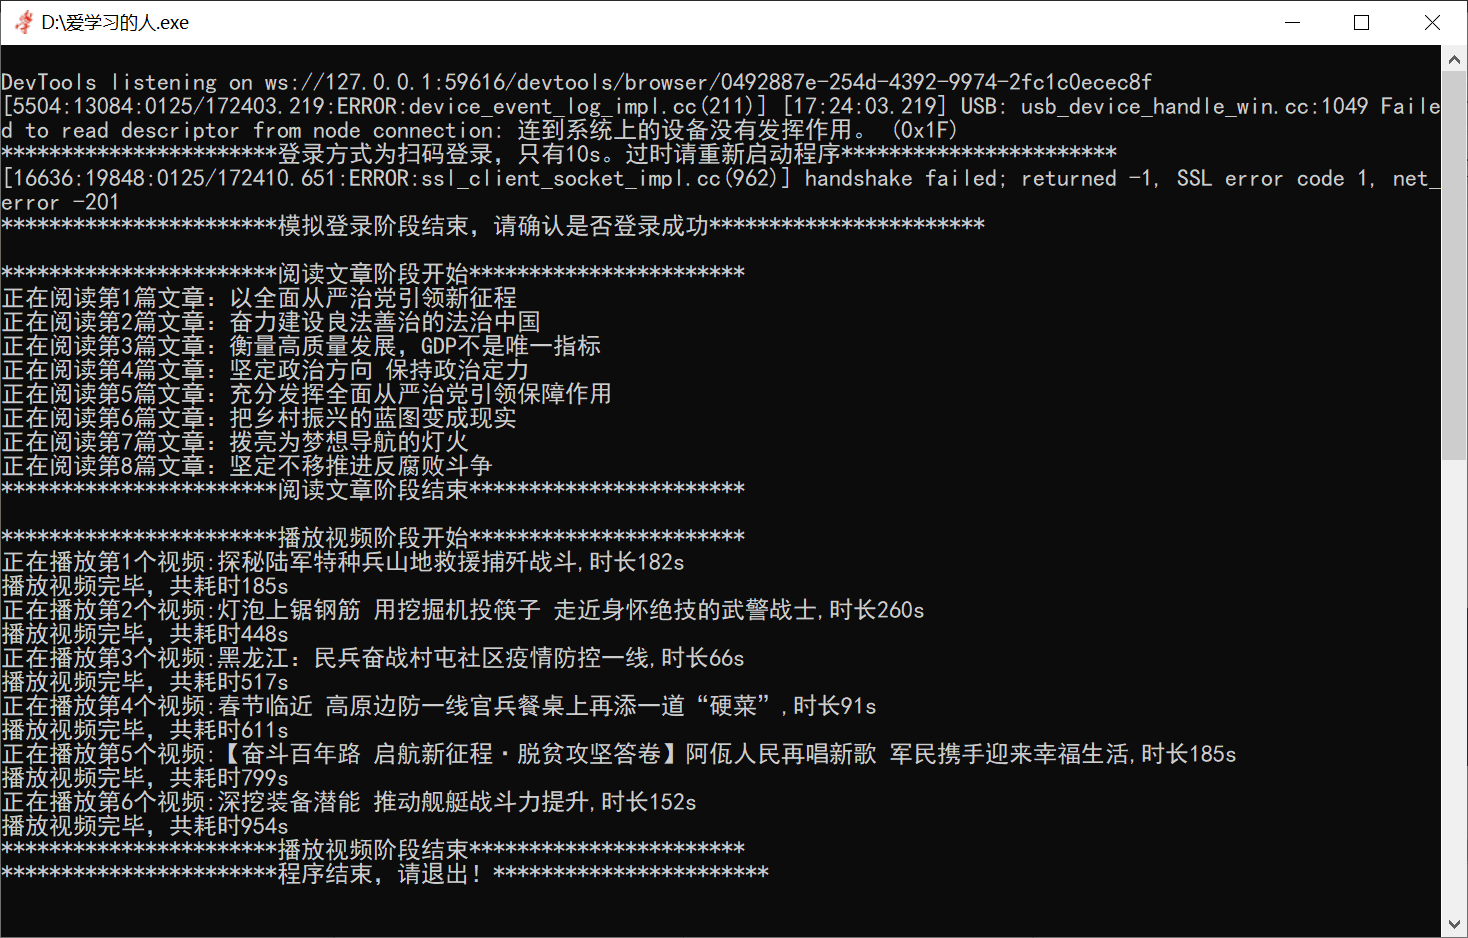 D:\爱学习的人.exe
DevTools listening on ws://127.0.0.1:59616/devtools/browser/0492887e-254d-4392-9974-2fc1c0ecec8f
[5504:13084:0125/172403.219:ERROR:device_event_log_impl.cc(211)] [17:24:03.219] USB: usb_device_handle_win.cc:1049 Faile
d to read descriptor from node connection: 连到系统上的设备没有发挥作用。 (0x1F)
***********************登录方式为扫码登录，只有10s。过时请重新启动程序***********************
[16636:19848:0125/172410.651:ERROR:ssl_client_socket_impl.cc(962)] handshake failed; returned -1, SSL error code 1, net_
error -201
***********************模拟登录阶段结束，请确认是否登录成功***********************
***********************阅读文章阶段开始***********************
正在阅读第1篇文章：以全面从严治党引领新征程
正在阅读第2篇文章：奋力建设良法善治的法治中国
正在阅读第3篇文章：衡量高质量发展，GDP不是唯一指标
正在阅读第4篇文章：坚定政治方向 保持政治定力
正在阅读第5篇文章：充分发挥全面从严治党引领保障作用
正在阅读第6篇文章：把乡村振兴的蓝图变成现实
正在阅读第7篇文章：拨亮为梦想导航的灯火
正在阅读第8篇文章：坚定不移推进反腐败斗争
***********************阅读文章阶段结束***********************
***********************播放视频阶段开始***********************
正在播放第1个视频:探秘陆军特种兵山地救援捕歼战斗,时长182s
播放视频完毕，共耗时185s
正在播放第2个视频:灯泡上锯钢筋 用挖掘机投筷子 走近身怀绝技的武警战士,时长260s
播放视频完毕，共耗时448s
正在播放第3个视频:黑龙江：民兵奋战村屯社区疫情防控一线,时长66s
播放视频完毕，共耗时517s
正在播放第4个视频:春节临近 高原边防一线官兵餐桌上再添一道“硬菜”,时长91s
播放视频完毕，共耗时611s
正在播放第5个视频:【奋斗百年路 启航新征程·脱贫攻坚答卷】阿佤人民再唱新歌 军民携手迎来幸福生活,时长185s
播放视频完毕，共耗时799s
正在播放第6个视频:深挖装备潜能 推动舰艇战斗力提升,时长152s
播放视频完毕，共耗时954s
***********************播放视频阶段结束***********************
***********************程序结束，请退出！***********************